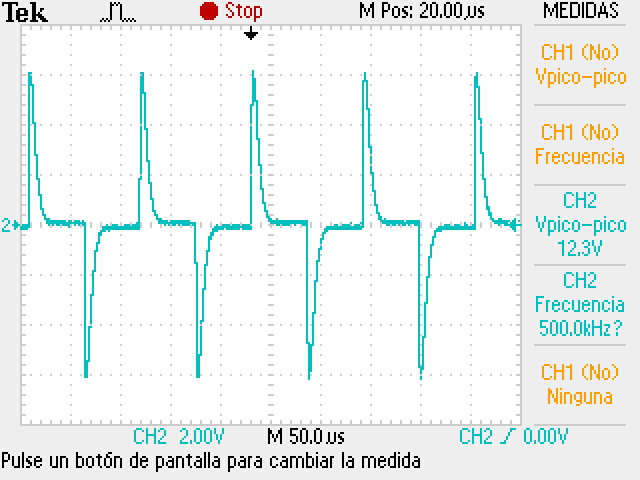 Tek Stop M Pos: 20.00µs MEDIDAS
CH1 (No)
Vpico-pico
CH1 (No)
Frecuencia
2
CH2
Vpico-pico
12.3V
CH2
Frecuencia
500.0kHz?
CH1 (No)
Ninguna
CH2 2.00V M 50.0µs CH2 0.00V
Pulse un botón de pantalla para cambiar la medida